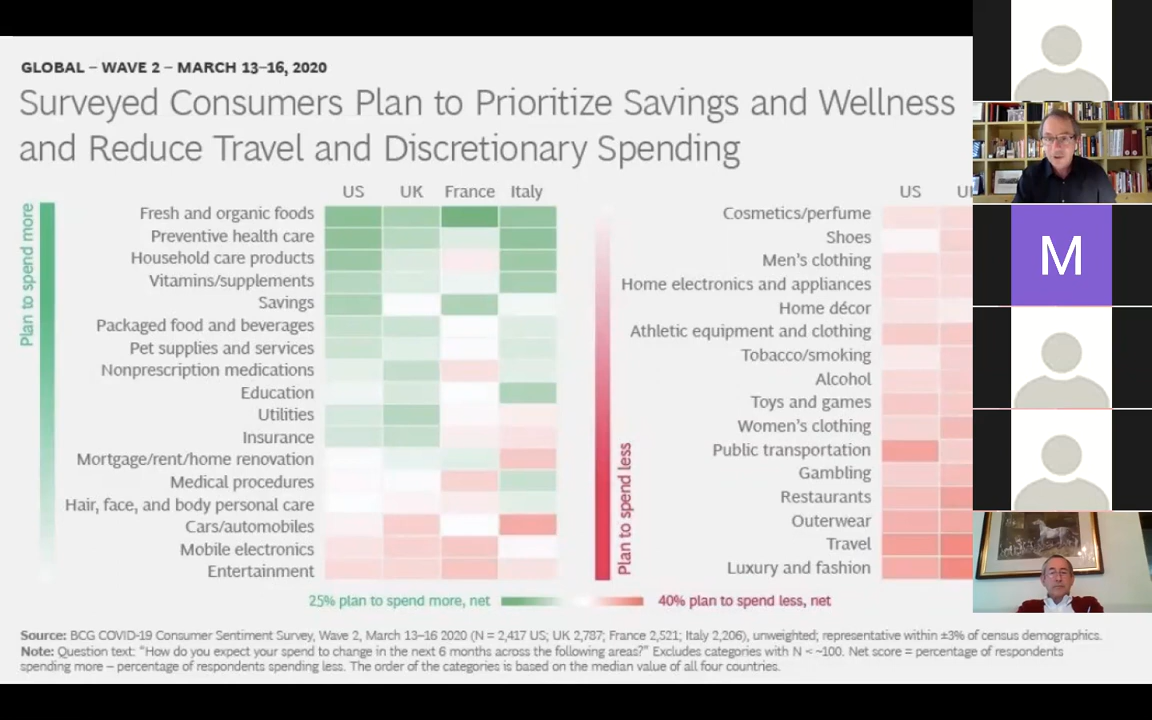 GLOBAL – WAVE 2 – MARCH 13–16, 2020
Surveyed Consumers Plan to Prioritize Savings and Wellness
and Reduce Travel and Discretionary Spending
Plan to spend more
US UK France Italy
Fresh and organic foods
Preventive health care
Household care products
Vitamins/supplements
Savings
Packaged food and beverages
Pet supplies and services
Nonprescription medications
Education
Utilities
Insurance
Mortgage/rent/home renovation
Medical procedures
Hair, face, and body personal care
Cars/automobiles
Mobile electronics
Entertainment
Plan to spend less
US
Cosmetics/perfume
Shoes
Men's clothing
Home electronics and appliances
Home décor
Athletic equipment and clothing
Tobacco/smoking
Alcohol
Toys and games
Women's clothing
Public transportation
Gambling
Restaurants
Outerwear
Travel
Luxury and fashion
25% plan to spend more, net
40% plan to spend less, net
Source: BCG COVID-19 Consumer Sentiment Survey, Wave 2, March 13–16 2020 (N = 2,417 US; UK 2,787; France 2,521; Italy 2,206), unweighted; representative within ±3% of census demographics.
Note: Question text: "How do you expect your spend to change in the next 6 months across the following areas?" Excludes categories with N < ~100. Net score = percentage of respondents
spending more – percentage of respondents spending less. The order of the categories is based on the median value of all four countries.
M